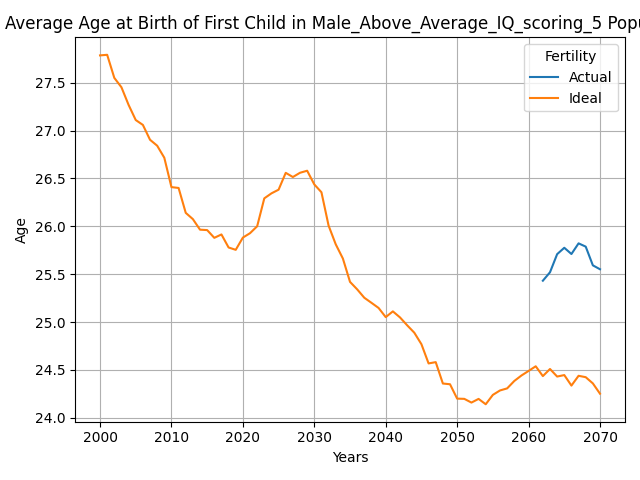 Average Age at Birth of First Child in Male_Above_Average_IQ_scoring_5 Popu
Fertility
Actual
Ideal
27.5
27.0
26.5
26.0
25.5
25.0
24.5
24.0
Age
2000 2010 2020 2030 2040 2050 2060 2070
Years